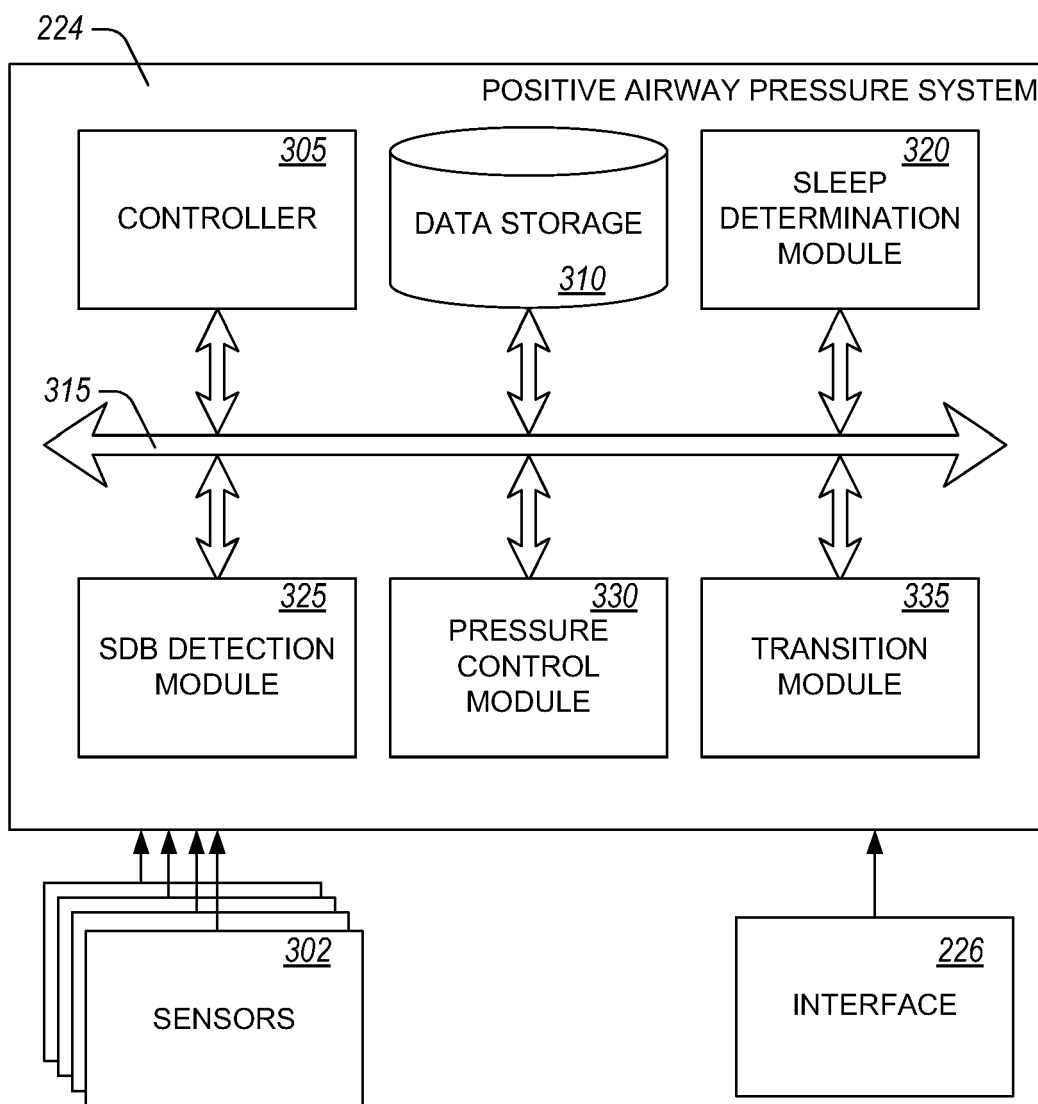 224
POSITIVE AIRWAY PRESSURE SYSTEM
305
CONTROLLER
DATA STORAGE
310
320
SLEEP
DETERMINATION
MODULE
315
325
SDB DETECTION
MODULE
330
PRESSURE
CONTROL
MODULE
335
TRANSITION
MODULE
302
SENSORS
226
INTERFACE